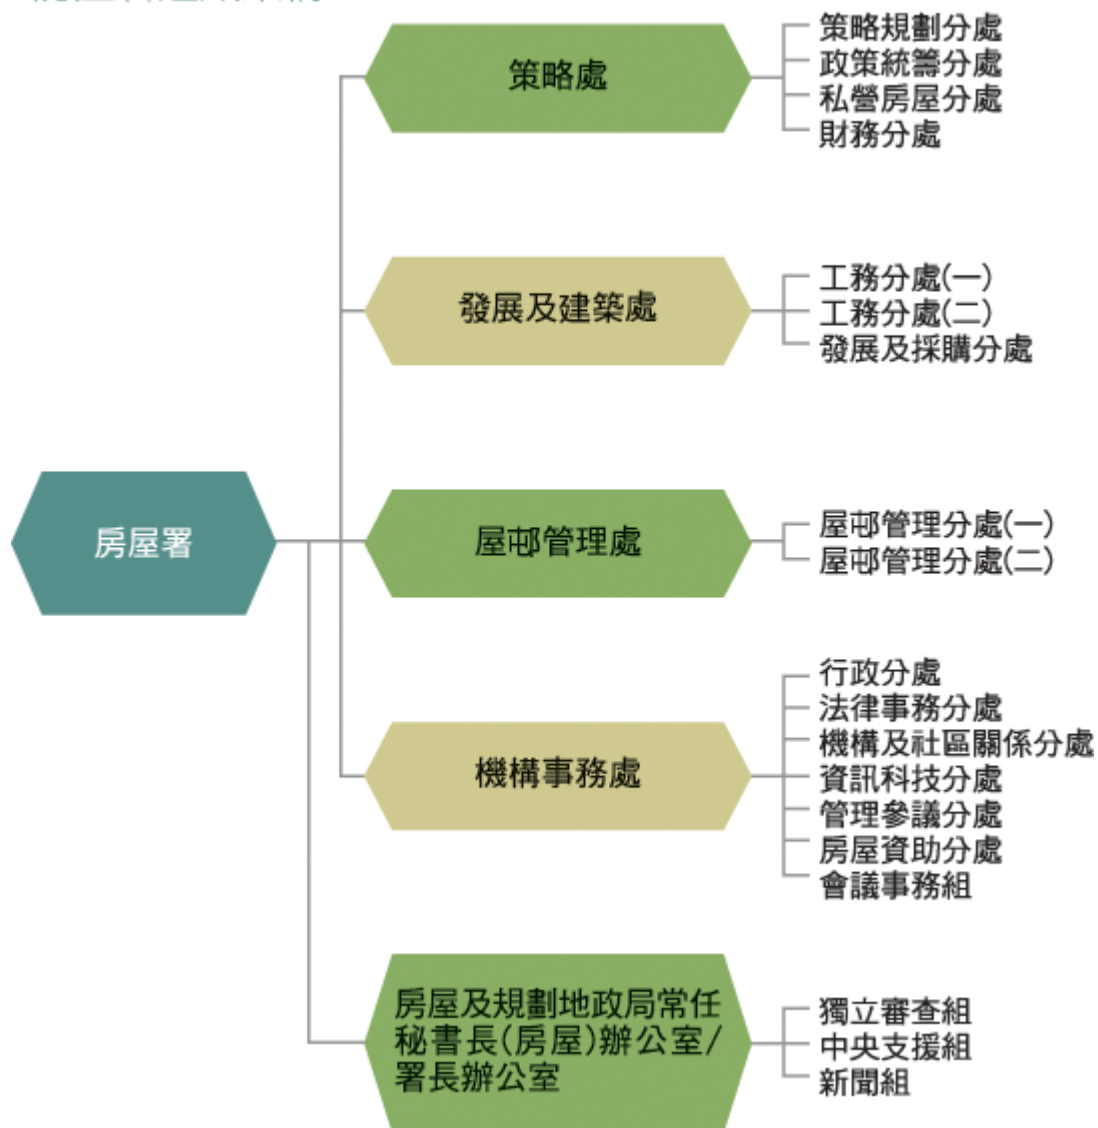 房屋署
策略處
策略規劃分處
政策統籌分處
私營房屋分處
財務分處
發展及建築處
工務分處(一)
工務分處(二)
發展及採購分處
屋邨管理處
屋邨管理分處(一)
屋邨管理分處(二)
機構事務處
行政分處
法律事務分處
機構及社區關係分處
資訊科技分處
管理參議分處
房屋資助分處
會議事務組
房屋及規劃地政局常任
秘書長(房屋)辦公室/
署長辦公室
獨立審查組
中央支援組
新聞組